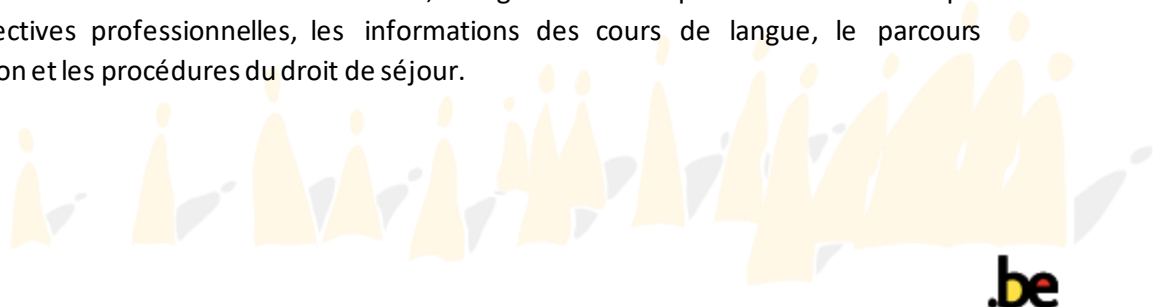 ectives professionnelles, les informations des cours de langue, le parcours
on et les procédures du droit de séjour.
.be